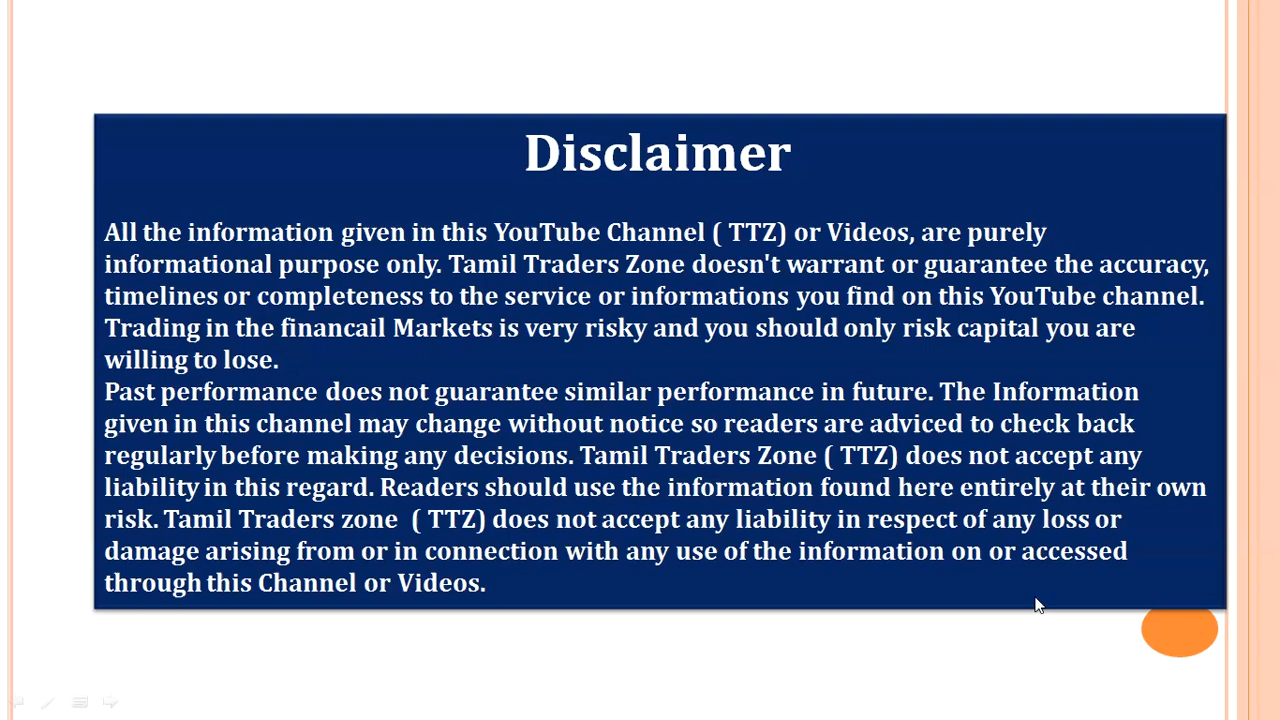 Disclaimer
All the information given in this YouTube Channel ( TTZ) or Videos, are purely
informational purpose only. Tamil Traders Zone doesn't warrant or guarantee the accuracy,
timelines or completeness to the service or informations you find on this YouTube channel.
Trading in the financail Markets is very risky and you should only risk capital you are
willing to lose.
Past performance does not guarantee similar performance in future. The Information
given in this channel may change without notice so readers are adviced to check back
regularly before making any decisions. Tamil Traders Zone ( TTZ) does not accept any
liability in this regard. Readers should use the information found here entirely at their own
risk. Tamil Traders zone  ( TTZ) does not accept any liability in respect of any loss or
damage arising from or in connection with any use of the information on or accessed
through this Channel or Videos.